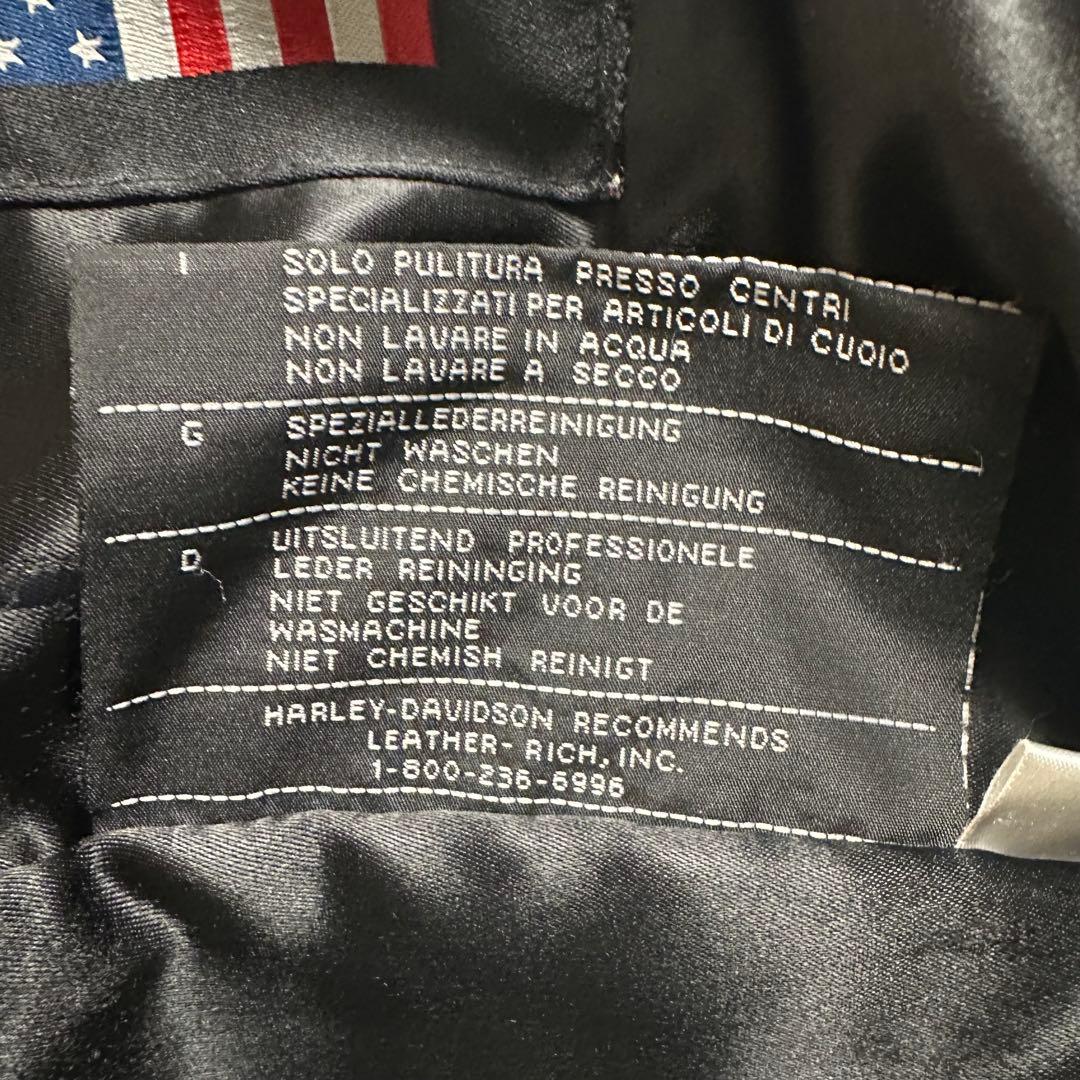 I SOLO PULITURA PRESSO CENTRI
SPECIALIZZATI PER ARTICOLI DI CUOIO
NON LAVARE IN ACQUA
NON LAVARE A SECCO
G SPEZIALLEDERREINIGUNG
NICHT WASCHEN
KEINE CHEMISCHE REINIGUNG
D UITSLUITEND PROFESSIONELE
LEDER REININGING
NIET GESCHIKT VOOR DE
WASMACHINE
NIET CHEMISH REINIGT
HARLEY-DAVIDSON RECOMMENDS
LEATHER-RICH, INC.
1-800-236-6996